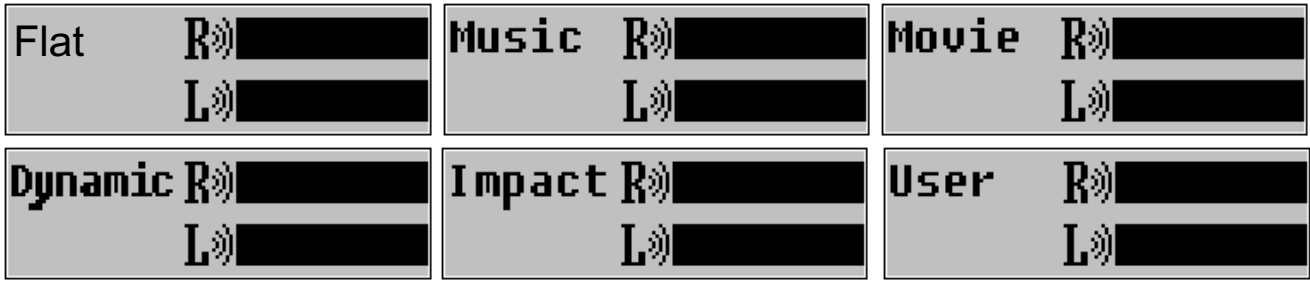 Flat R
L
Music R
L
Movie R
L
Dynamic R
L
Impact R
L
User R
L